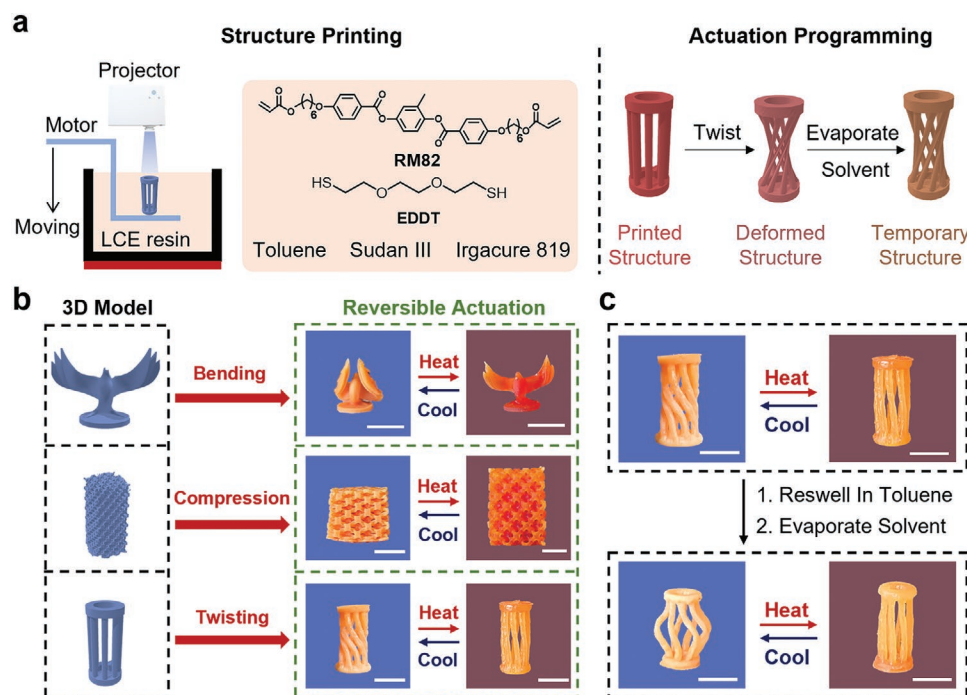 a
Structure Printing
Projector
Motor
Moving
LCE resin
O
O
( )
6
O
O
O
O
O
O
( )
6
O
O
RM82
HS
O
O
SH
EDDT
Toluene Sudan III Irgacure 819
Actuation Programming
Twist
Evaporate
Solvent
Printed
Structure
Deformed
Structure
Temporary
Structure
b
3D Model
Reversible Actuation
Bending
Heat
Cool
Compression
Heat
Cool
Twisting
Heat
Cool
c
Heat
Cool
1. Reswell In Toluene
2. Evaporate Solvent
Heat
Cool